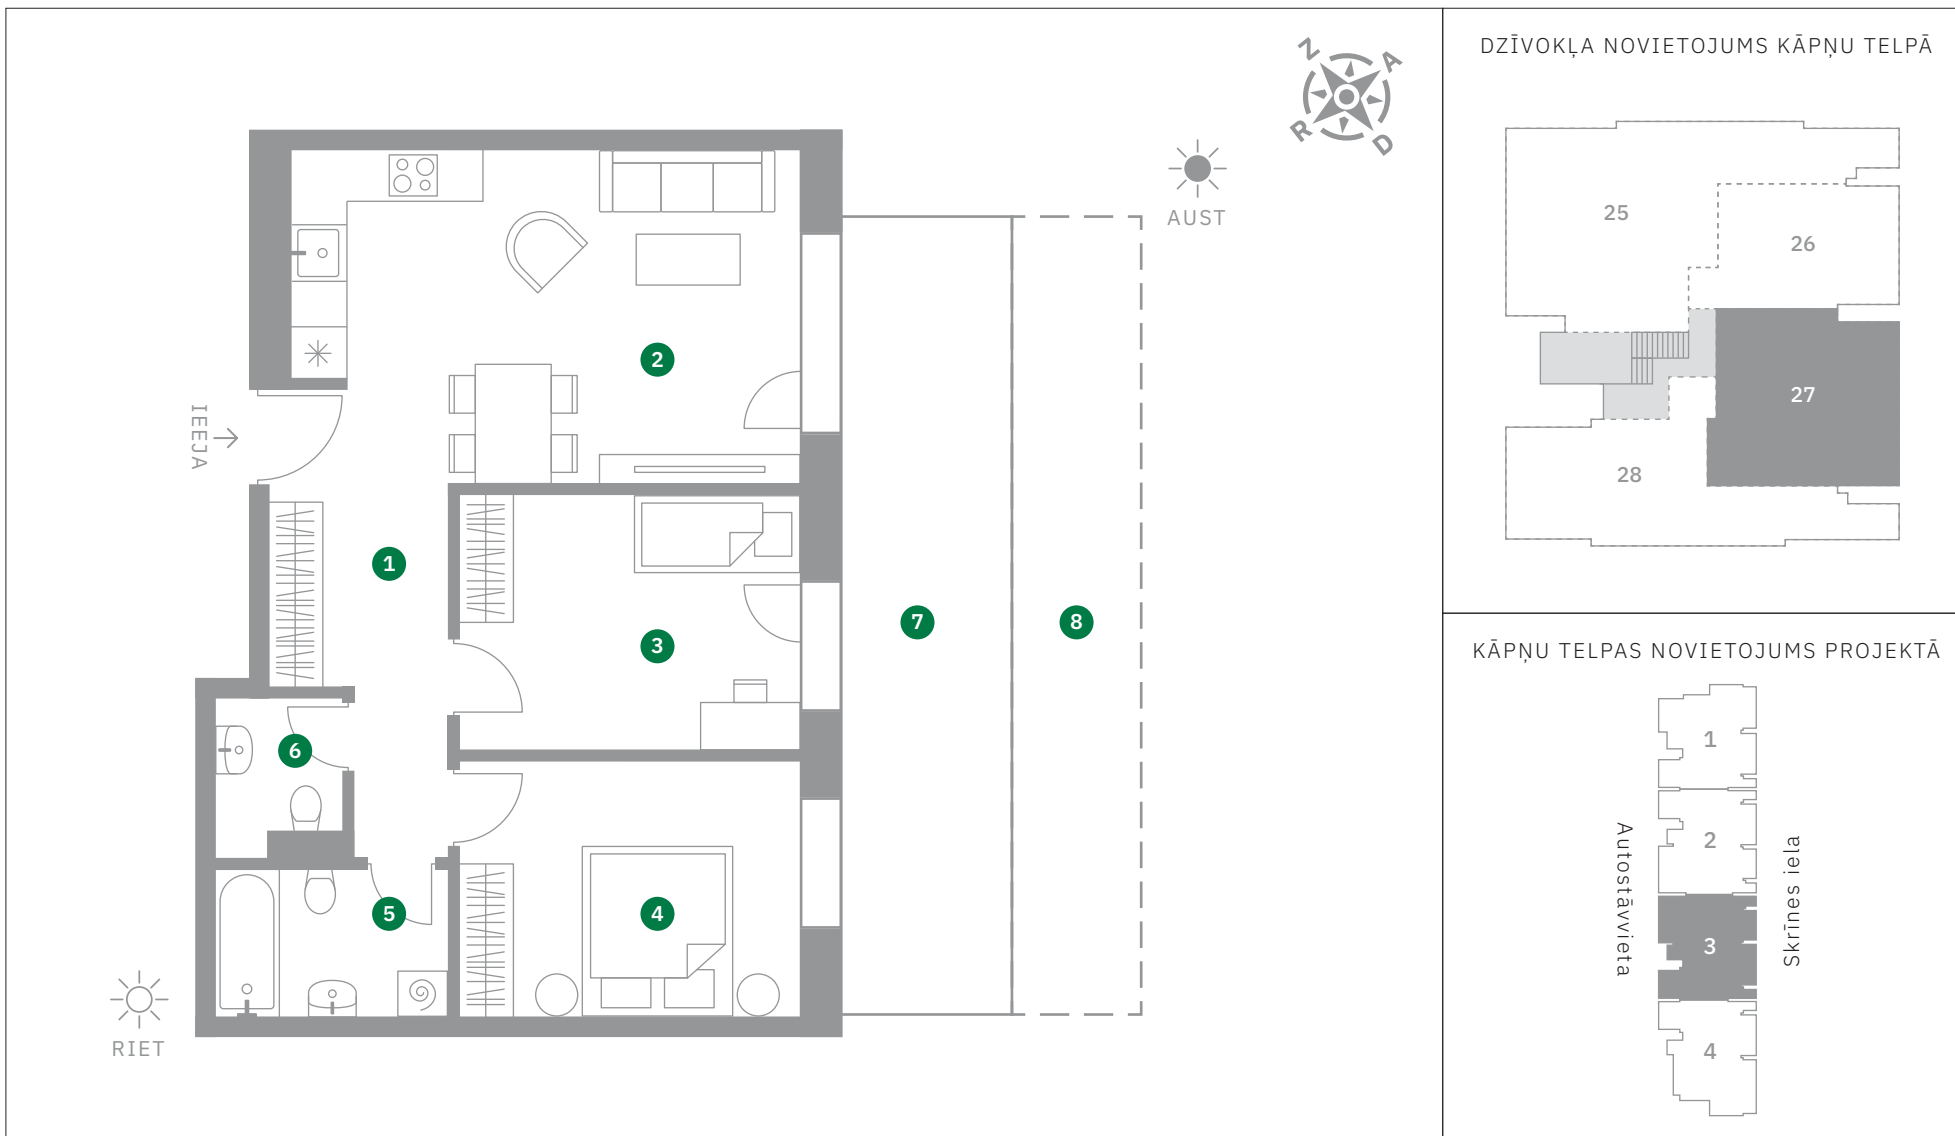 Z
A
R
D
AUST
IEEJA
RIET
1
2
3
4
5
6
7
8
DZĪVOKĻA NOVIETOJUMS KĀPŅU TELPĀ
25
26
27
28
KĀPŅU TELPAS NOVIETOJUMS PROJEKTĀ
1
2
3
4
Autostāvvieta
Skrīnes iela